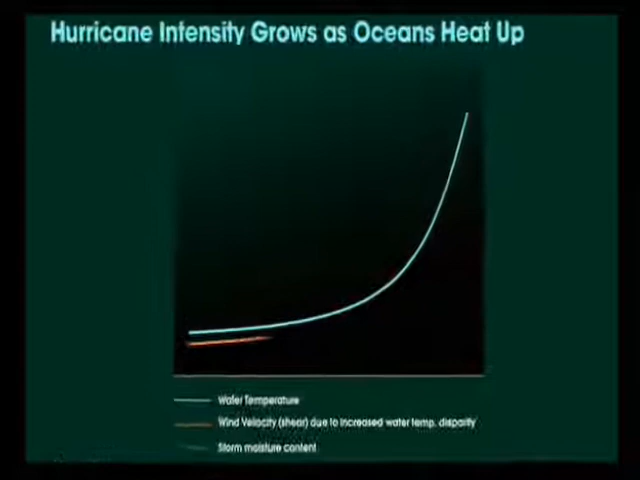 Hurricane Intensity Grows as Oceans Heat Up
Water Temperature
Wind Velocity (shear) due to increased water temp. disparity
Storm moisture content